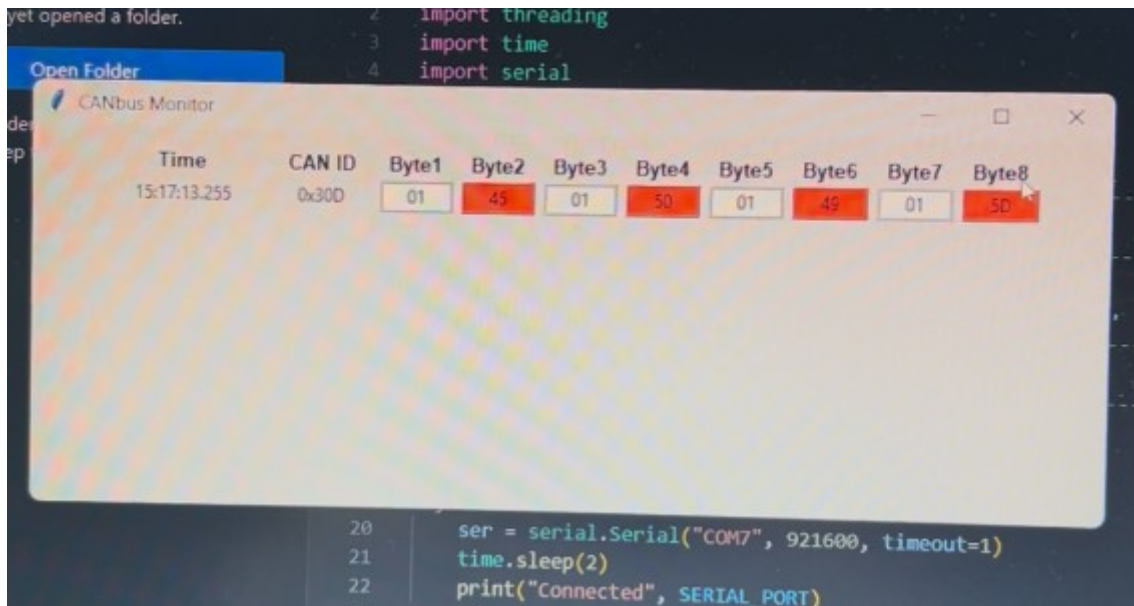 yet opened a folder.
2 import threading
3 import time
4 import serial
Open Folder
CANbus Monitor
Time CAN ID Byte1 Byte2 Byte3 Byte4 Byte5 Byte6 Byte7 Byte8
15:17:13.255 0x30D 01 45 01 50 01 49 01 5D
20 ser = serial.Serial("COM7", 921600, timeout=1)
21 time.sleep(2)
22 print("Connected", SERIAL_PORT)